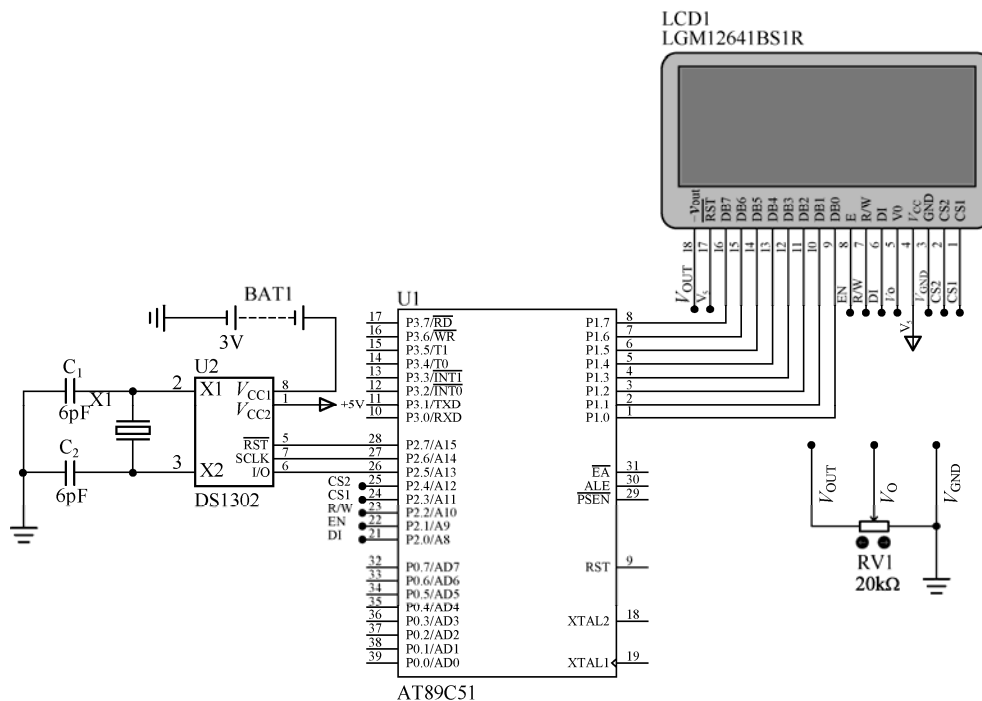 LCD1
LGM12641BS1R
-Vout
RST
DB7
DB6
DB5
DB4
DB3
DB2
DB1
DB0
E
R/W
DI
V0
VCC
GND
CS2
CS1
18
17
16
15
14
13
12
11
10
9
8
7
6
5
4
3
2
1
VOUT
VS
EN
R/W
DI
VO
VS
VGND
CS2
CS1
BAT1
3V
U2
C1
6pF
X1
C2
6pF
2 X1
3 X2
VCC1 8
VCC2 1
+5V
RST 5
SCLK 7
I/O 6
DS1302
U1
17 P3.7/RD
16 P3.6/WR
15 P3.5/T1
14 P3.4/T0
13 P3.3/INT1
12 P3.2/INT0
11 P3.1/TXD
10 P3.0/RXD
28 P2.7/A15
27 P2.6/A14
26 P2.5/A13
CS2 25 P2.4/A12
CS1 24 P2.3/A11
R/W 23 P2.2/A10
EN 22 P2.1/A9
DI 21 P2.0/A8
32 P0.7/AD7
33 P0.6/AD6
34 P0.5/AD5
35 P0.4/AD4
36 P0.3/AD3
37 P0.2/AD2
38 P0.1/AD1
39 P0.0/AD0
P1.7 8
P1.6 7
P1.5 6
P1.4 5
P1.3 4
P1.2 3
P1.1 2
P1.0 1
EA 31
ALE 30
PSEN 29
RST 9
XTAL2 18
XTAL1 19
AT89C51
VOUT
VO
VGND
RV1
20kΩ